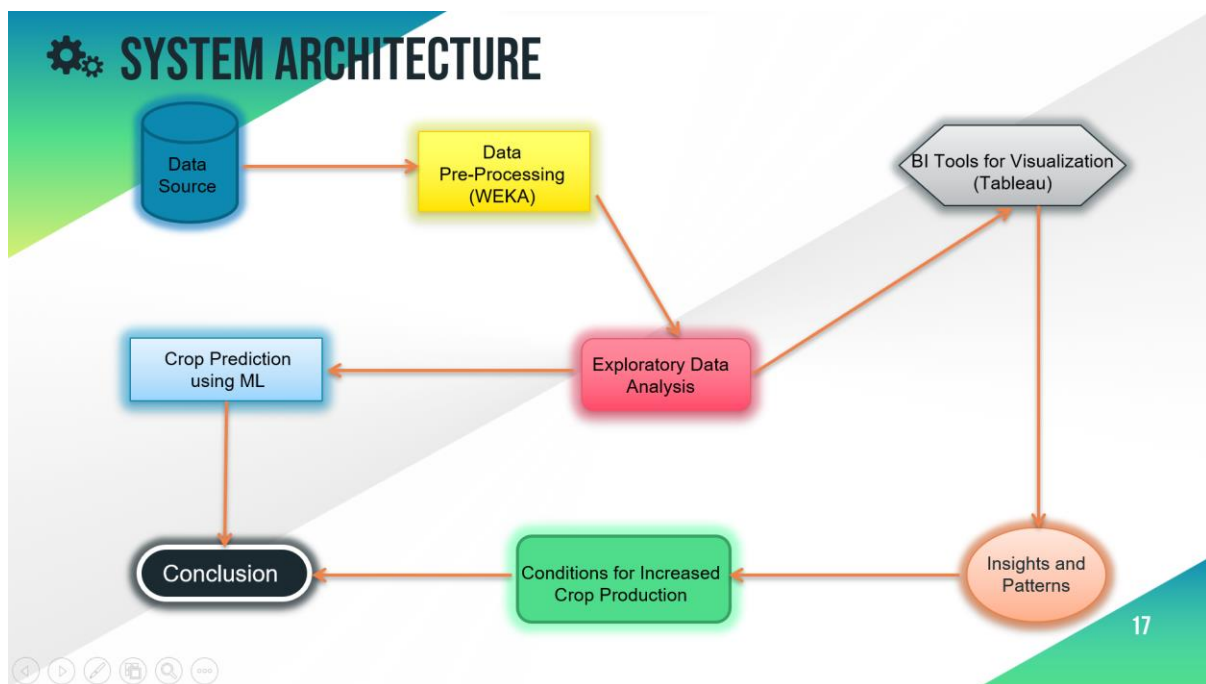 SYSTEM ARCHITECTURE
Data
Source
Data
Pre-Processing
(WEKA)
BI Tools for Visualization
(Tableau)
Crop Prediction
using ML
Exploratory Data
Analysis
Conclusion
Conditions for Increased
Crop Production
Insights and
Patterns
17